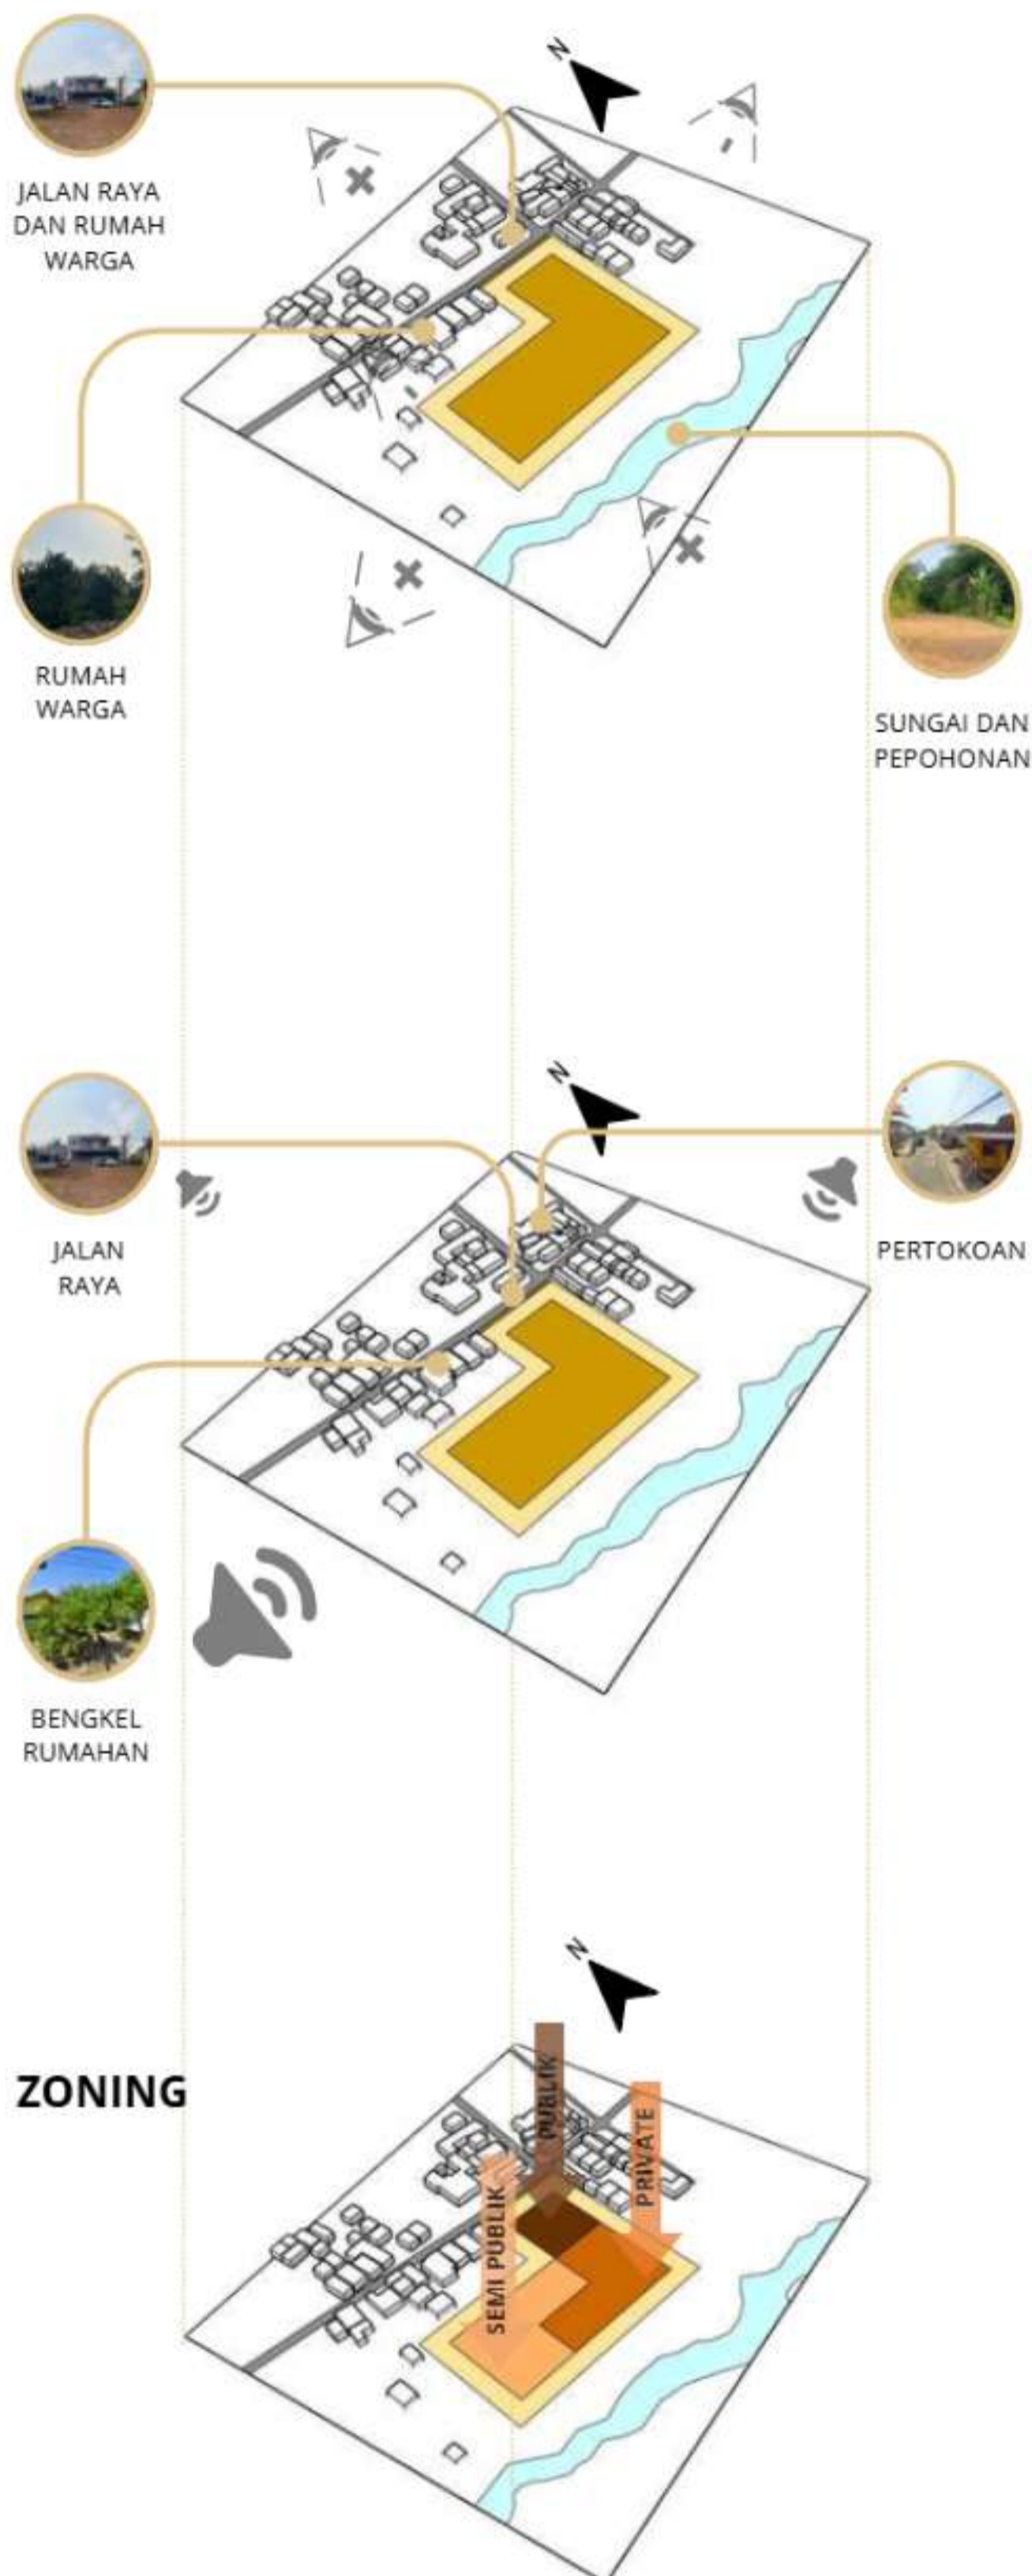 N
JALAN RAYA
DAN RUMAH
WARGA
RUMAH
WARGA
SUNGAI DAN
PEPOHONAN
N
JALAN
RAYA
PERTOKOAN
BENGKEL
RUMAHAN
N
ZONING
PUBLIK
PRIVATE
SEMI PUBLIK